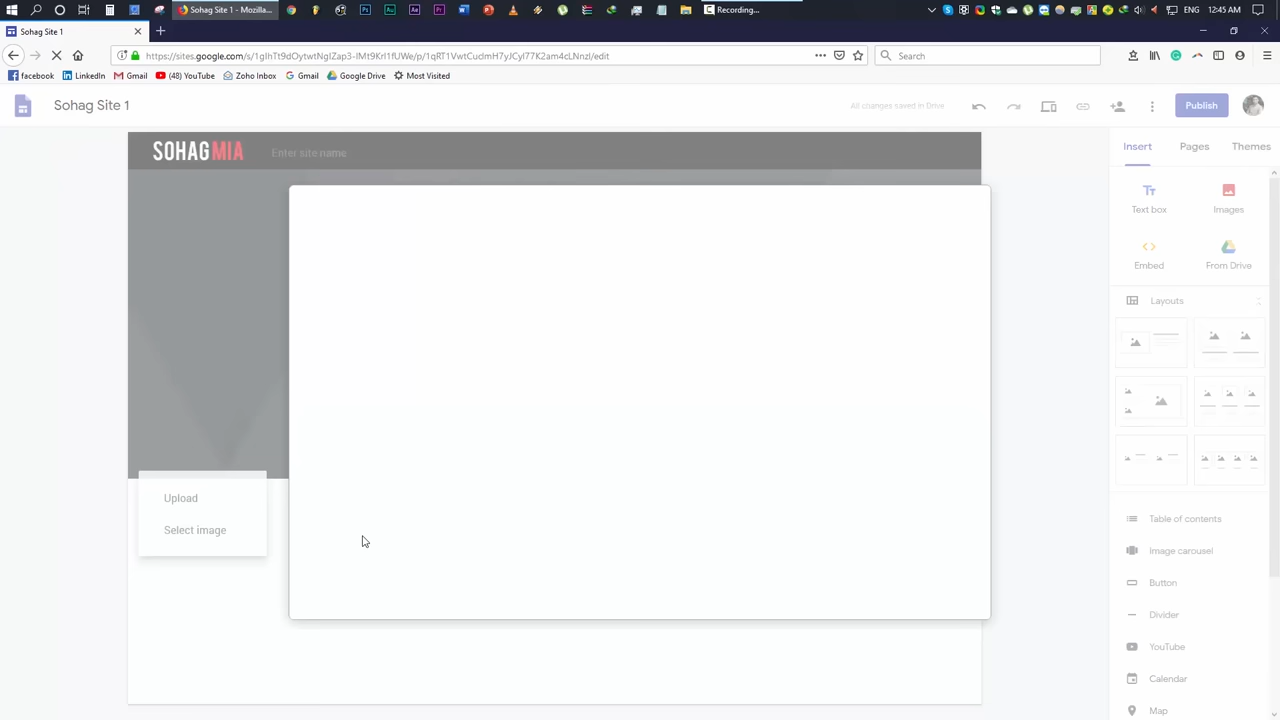 Sohag Site 1 - Mozilla...
Recording...
ENG
12:45 AM
Sohag Site 1
https://sites.google.com/s/1gIhTt9dOytwtNgIZap3-IMt9KrI1fUWe/p/1qRT1VwtCudmH7yJCyI77K2am4cLNnzI/edit
Search
facebook
LinkedIn
Gmail
(48) YouTube
Zoho Inbox
Gmail
Google Drive
Most Visited
Sohag Site 1
All changes saved in Drive
Publish
SOHAGMIA
Enter site name
Insert
Pages
Themes
Text box
Images
Embed
From Drive
Layouts
Upload
Select image
Table of contents
Image carousel
Button
Divider
YouTube
Calendar
Map